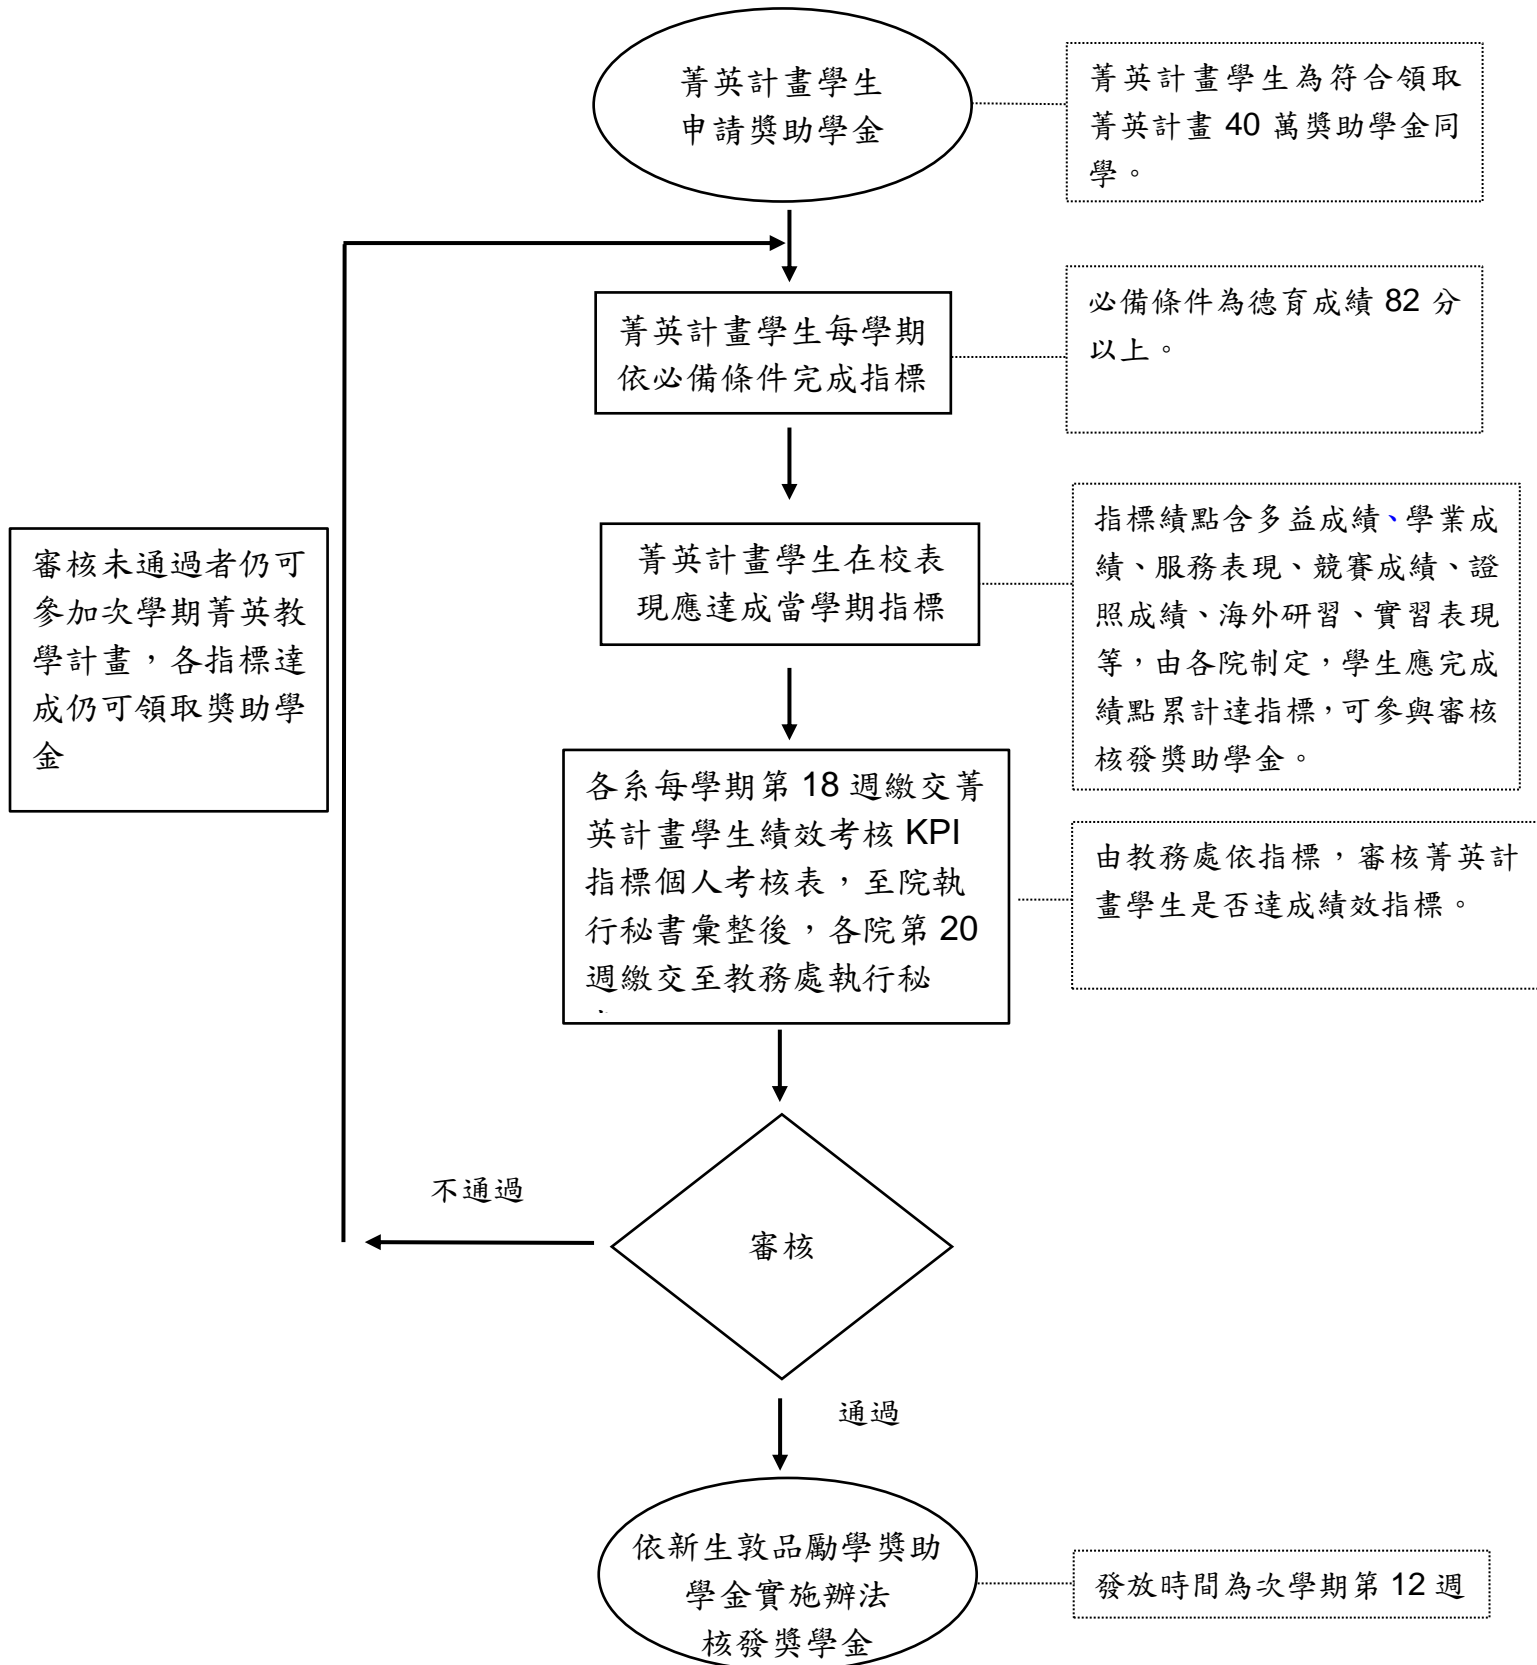 菁英計畫學生
申請獎助學金
菁英計畫學生為符合領取
菁英計畫 40 萬獎助學金同
學。
菁英計畫學生每學期
依必備條件完成指標
必備條件為德育成績 82 分
以上。
審核未通過者仍可
參加次學期菁英教
學計畫，各指標達
成仍可領取獎助學
金
菁英計畫學生在校表
現應達成當學期指標
指標績點含多益成績、學業成
績、服務表現、競賽成績、證
照成績、海外研習、實習表現
等，由各院制定，學生應完成
績點累計達指標，可參與審核
核發獎助學金。
各系每學期第 18 週繳交菁
英計畫學生績效考核 KPI
指標個人考核表，至院執
行秘書彙整後，各院第 20
週繳交至教務處執行秘
由教務處依指標，審核菁英計
畫學生是否達成績效指標。
不通過
審核
通過
依新生敦品勵學獎助
學金實施辦法
核發獎學金
發放時間為次學期第 12 週